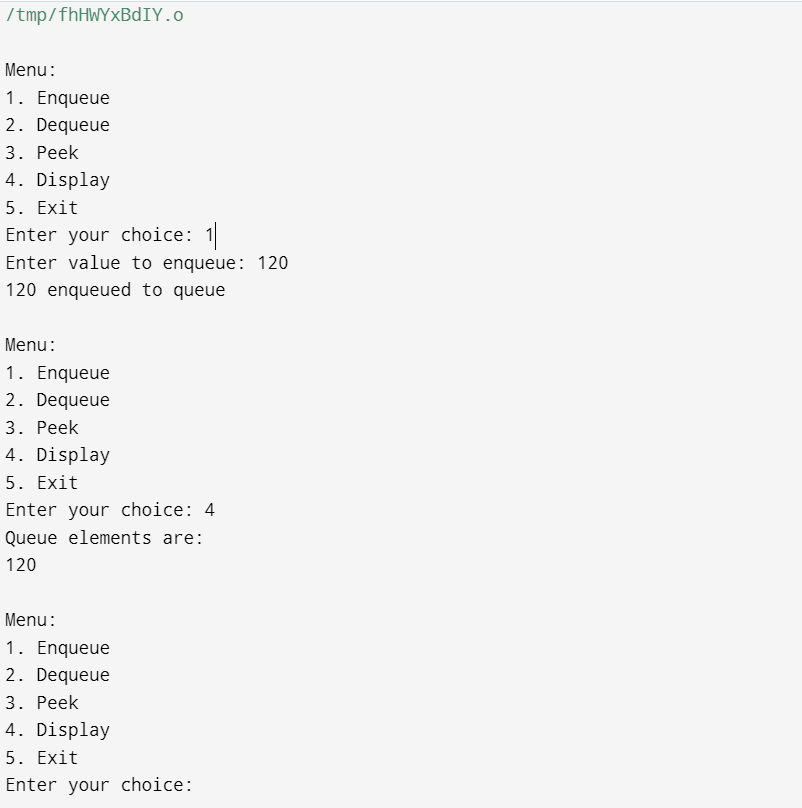 /tmp/fhHWYxBdIY.o
Menu:
1. Enqueue
2. Dequeue
3. Peek
4. Display
5. Exit
Enter your choice: 1
Enter value to enqueue: 120
120 enqueued to queue
Menu:
1. Enqueue
2. Dequeue
3. Peek
4. Display
5. Exit
Enter your choice: 4
Queue elements are:
120
Menu:
1. Enqueue
2. Dequeue
3. Peek
4. Display
5. Exit
Enter your choice: